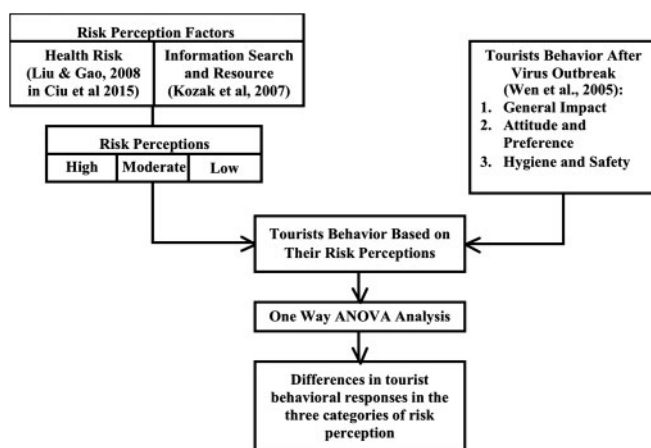 Risk Perception Factors
Health Risk
(Liu & Gao, 2008
in Ciu et al 2015)
Information Search
and Resource
(Kozak et al, 2007)
Risk Perceptions
High Moderate Low
Tourists Behavior After
Virus Outbreak
(Wen et al., 2005):
1. General Impact
2. Attitude and
Preference
3. Hygiene and Safety
Tourists Behavior Based on
Their Risk Perceptions
One Way ANOVA Analysis
Differences in tourist
behavioral responses in the
three categories of risk
perception